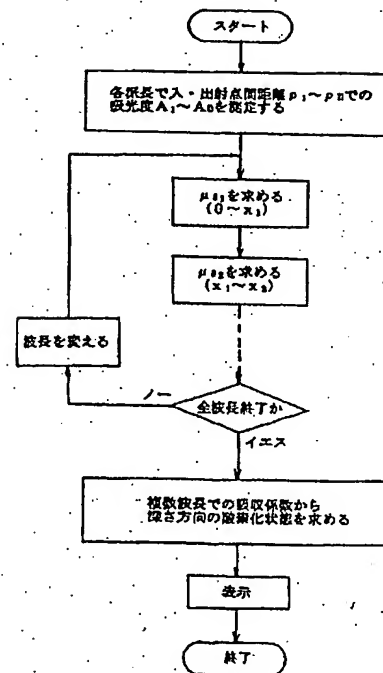 スタート
各波長で入・出射点間距離ρ₁~ρnでの
吸光度A₁~Anを測定する
μa₁を求める
(0~x₁)
μa₂を求める
(x₁~x₂)
波長を変える
ノー
全波長終了か
イエス
複数波長での吸収係数から
深さ方向の酸素化状態を求める
表示
終了